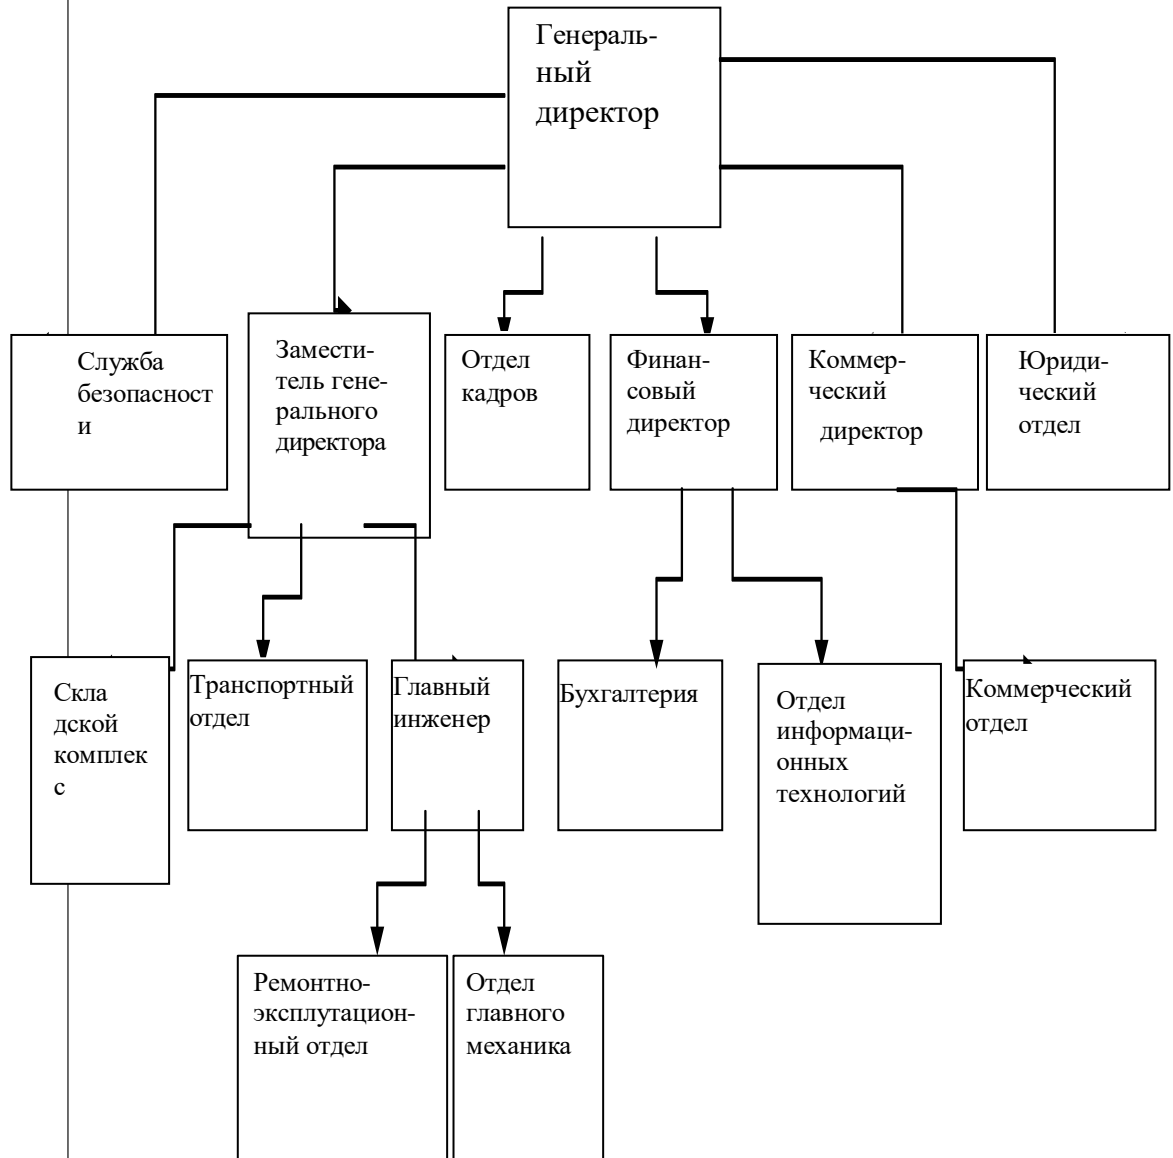 Генераль-
ный
директор
Служба
безопасност
и
Замести-
тель гене-
рального
директора
Отдел
кадров
Финан-
совый
директор
Коммер-
ческий
директор
Юриди-
ческий
отдел
Скла
дской
комплек
с
Транспортный
отдел
Главный
инженер
Бухгалтерия
Отдел
информаци-
онных
технологий
Коммерческий
отдел
Ремонтно-
эксплутацион-
ный отдел
Отдел
главного
механика